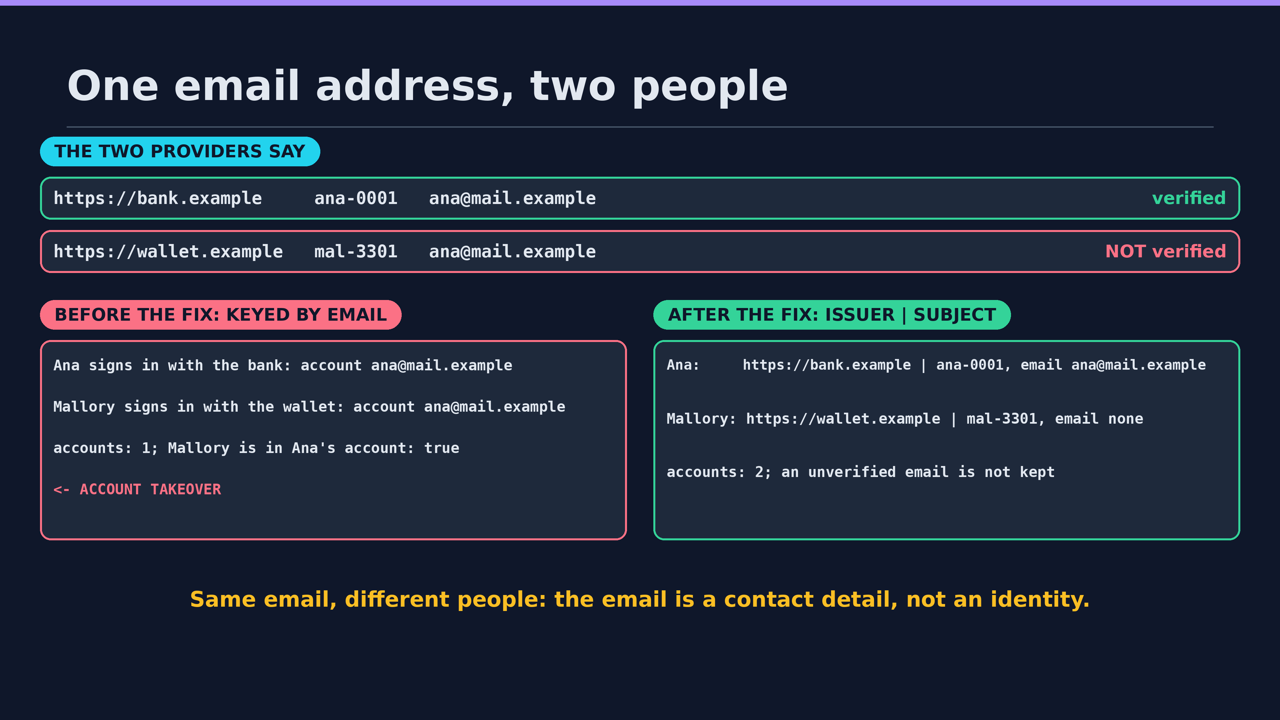 One email address, two people
THE TWO PROVIDERS SAY
https://bank.example ana-0001 ana@mail.example verified
https://wallet.example mal-3301 ana@mail.example NOT verified
BEFORE THE FIX: KEYED BY EMAIL
Ana signs in with the bank: account ana@mail.example
Mallory signs in with the wallet: account ana@mail.example
accounts: 1; Mallory is in Ana's account: true
<- ACCOUNT TAKEOVER
AFTER THE FIX: ISSUER | SUBJECT
Ana: https://bank.example | ana-0001, email ana@mail.example
Mallory: https://wallet.example | mal-3301, email none
accounts: 2; an unverified email is not kept
Same email, different people: the email is a contact detail, not an identity.